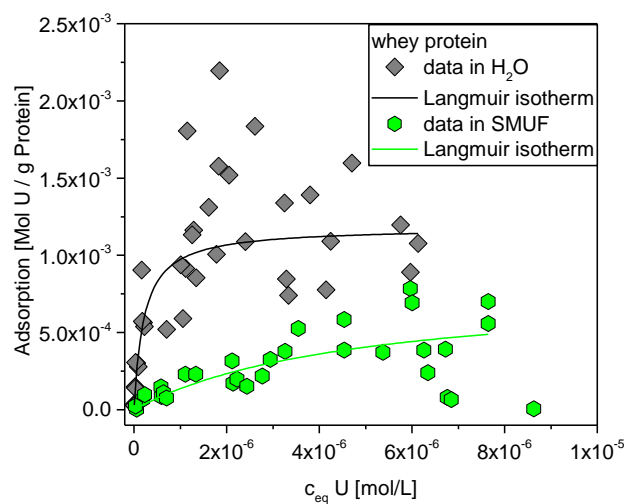 2.5x10⁻³
2.0x10⁻³
1.5x10⁻³
1.0x10⁻³
5.0x10⁻⁴
0.0
Adsorption [Mol U / g Protein]
whey protein
data in H₂O
Langmuir isotherm
data in SMUF
Langmuir isotherm
0 2x10⁻⁶ 4x10⁻⁶ 6x10⁻⁶ 8x10⁻⁶ 1x10⁻⁵
c_eq U [mol/L]